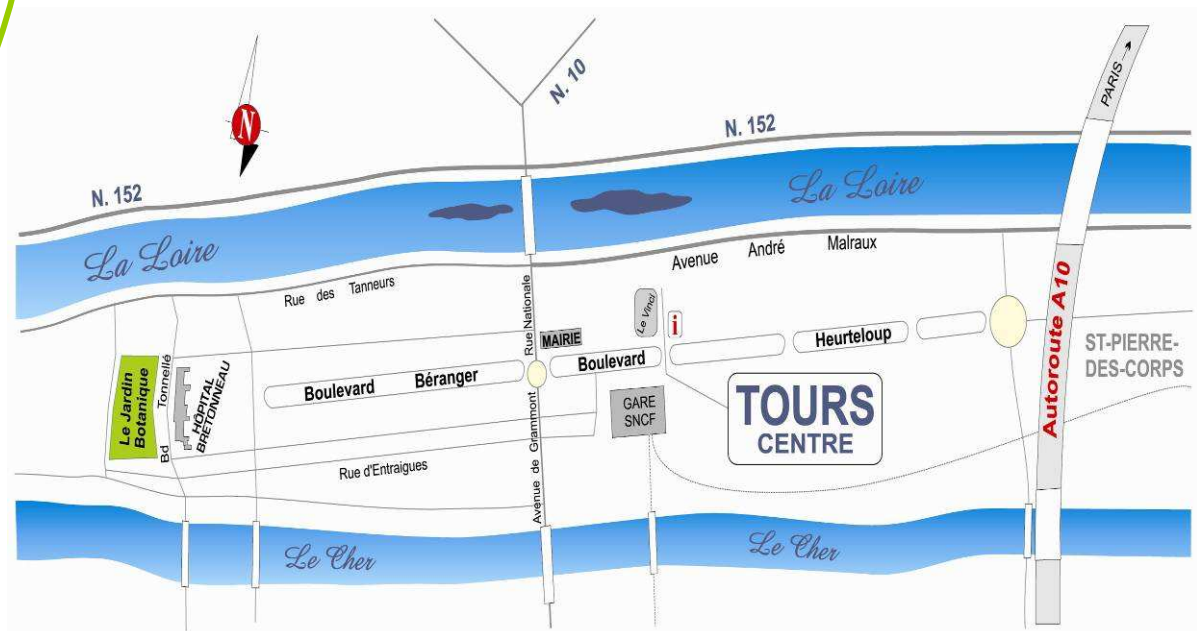 N. 10
PARIS →
N
N. 152
N. 152
La Loire
La Loire
Avenue André Malraux
Rue des Tanneurs
Rue Nationale
Le Vinci
i
MAIRIE
Autoroute A10
Heurteloup
Boulevard
ST-PIERRE-
DES-CORPS
Boulevard Béranger
Le Jardin
Botanique
Bd Tonnellé
HÔPITAL
BRETONNEAU
GARE
SNCF
TOURS
CENTRE
Avenue de Grammont
Rue d'Entraigues
Le Cher
Le Cher